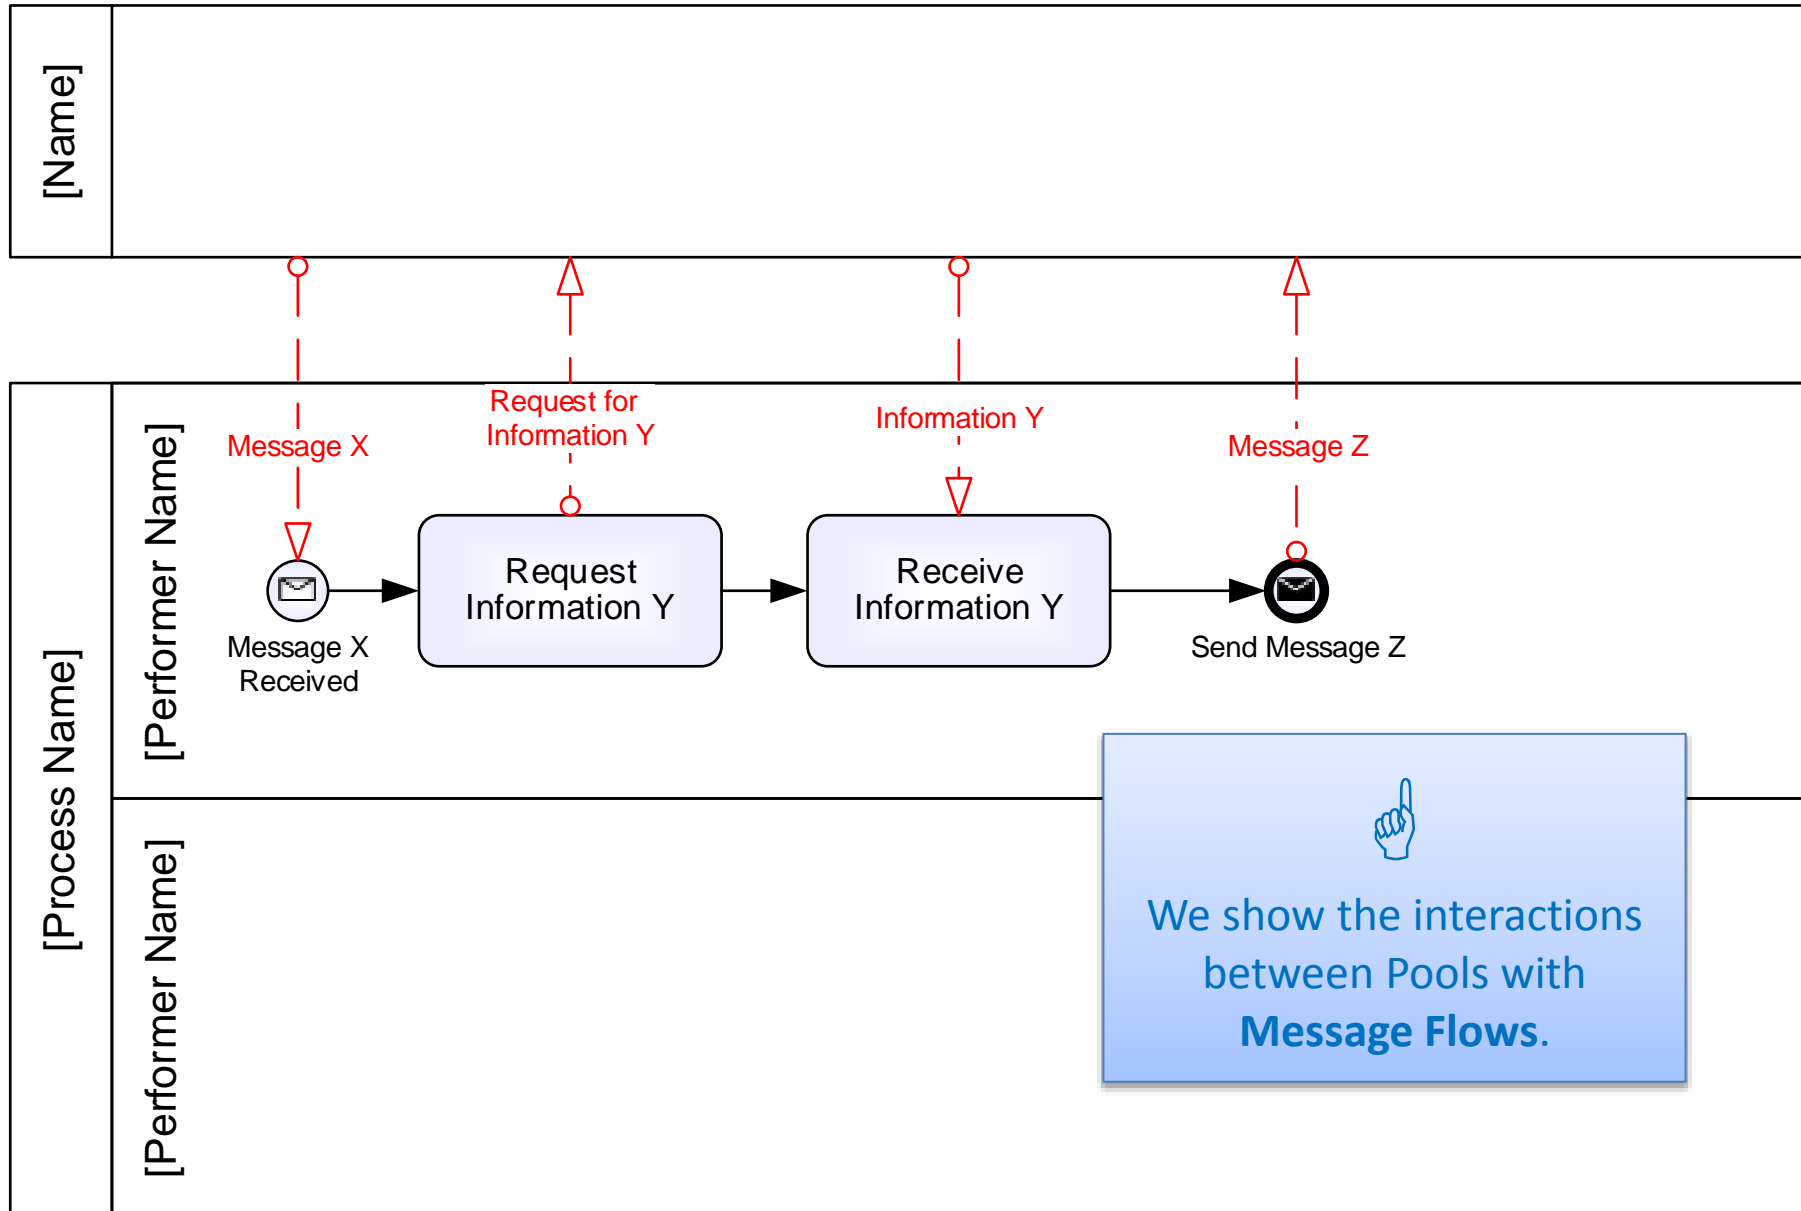 [Name]
[Process Name]
[Performer Name]
Message X
Request for
Information Y
Information Y
Message Z
Request
Information Y
Receive
Information Y
Message X
Received
Send Message Z
[Performer Name]
We show the interactions
between Pools with
Message Flows.